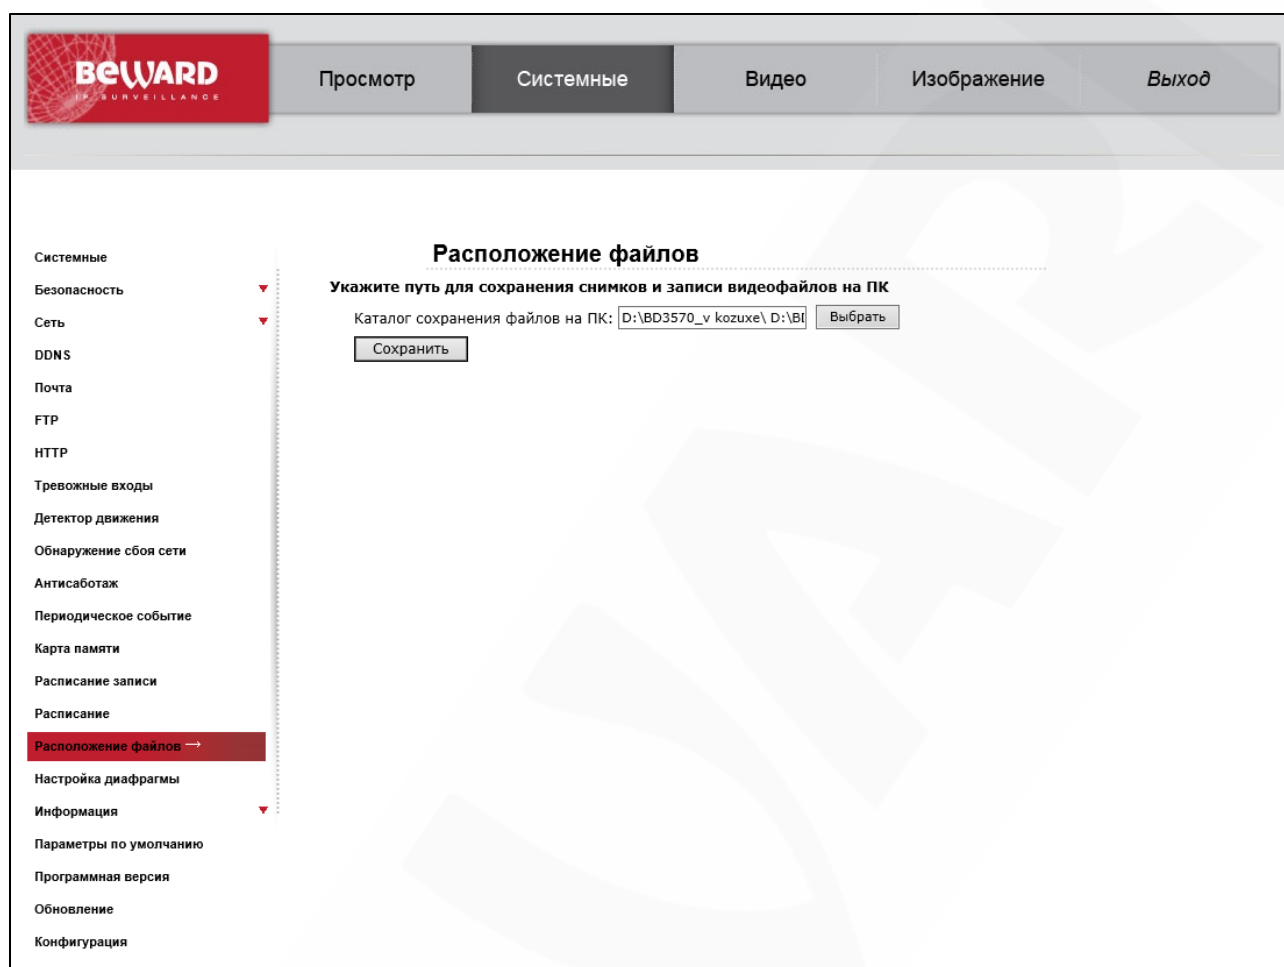 BEWARD
IP SURVEILLANCE
Просмотр
Системные
Видео
Изображение
Выход
Расположение файлов
Укажите путь для сохранения снимков и записи видеофайлов на ПК
Каталог сохранения файлов на ПК: D:\BD3570_v kozuxe\ D:\BI Выбрать
Сохранить
Системные
Безопасность
Сеть
DDNS
Почта
FTP
HTTP
Тревожные входы
Детектор движения
Обнаружение сбоя сети
Антисаботаж
Периодическое событие
Карта памяти
Расписание записи
Расписание
Расположение файлов →
Настройка диафрагмы
Информация
Параметры по умолчанию
Программная версия
Обновление
Конфигурация